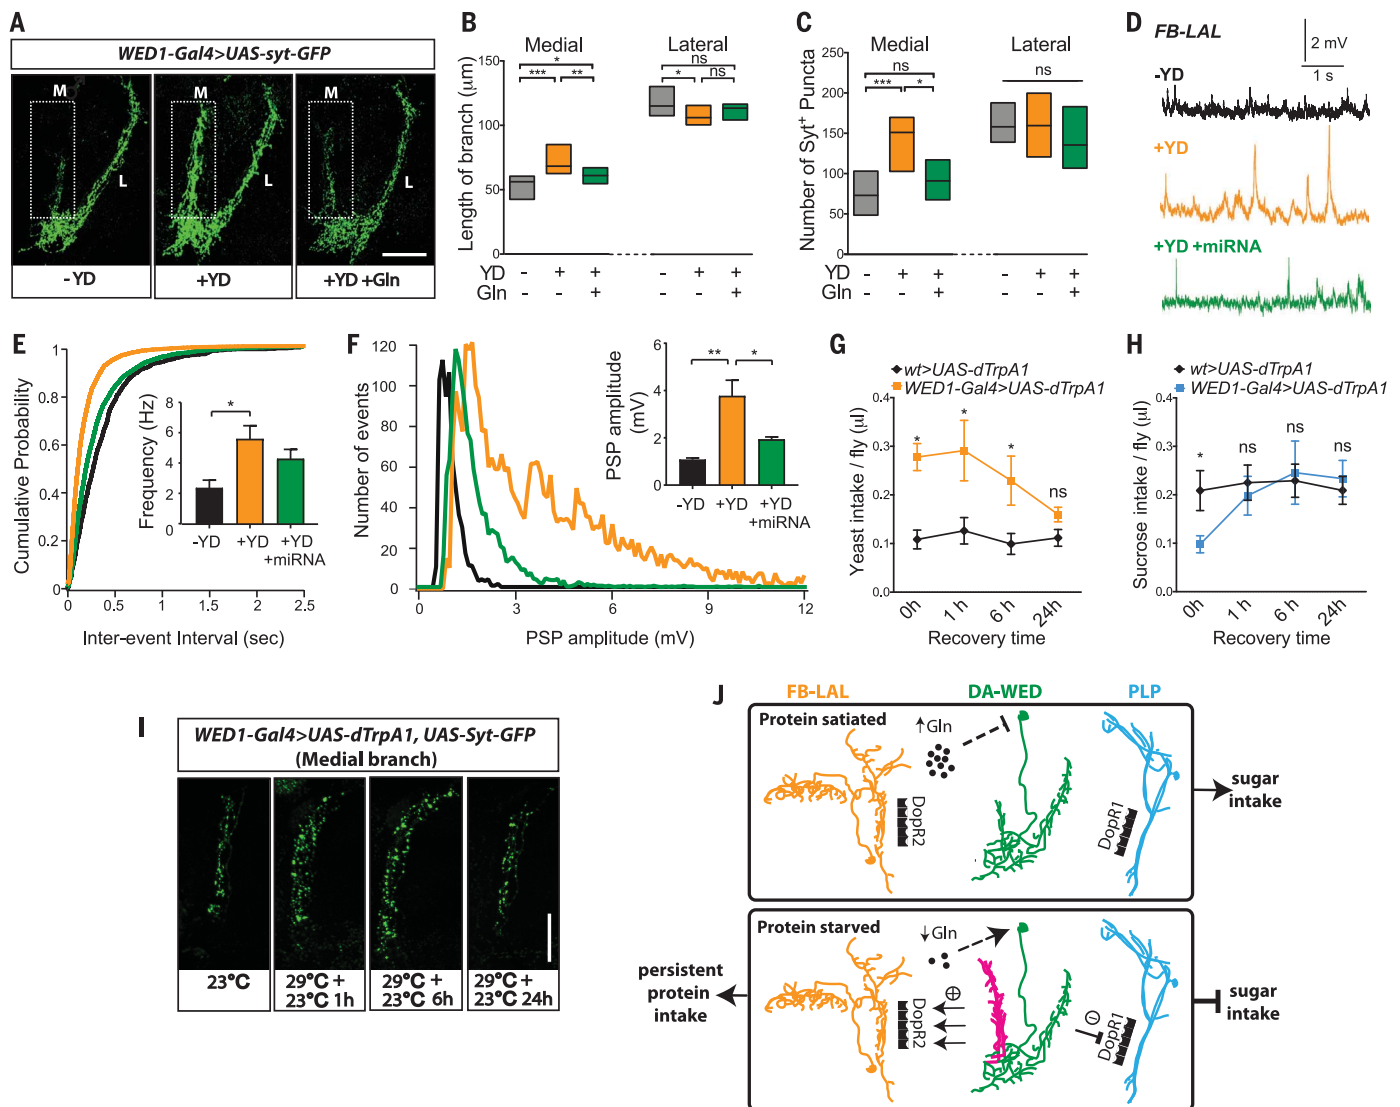 A
WED1-Gal4>UAS-syt-GFP
M
L
M
L
M
L
- YD
+YD
+YD +Gln
B
Medial
Lateral
Length of branch (μm)
150
100
50
0
*
***
**
ns
*
ns
YD - + + - + +
Gln - - + - - +
C
Medial
Lateral
Number of Syt⁺ Puncta
250
200
150
100
50
0
ns
***
*
ns
YD - + + - + +
Gln - - + - - +
D
FB-LAL
2 mV
1 s
-YD
+YD
+YD +miRNA
E
Cumulative Probability
1
0.8
0.6
0.4
0.2
0
0 0.5 1 1.5 2 2.5
Inter-event Interval (sec)
Frequency (Hz)
8
6
4
2
0
*
-YD +YD +YD
+miRNA
F
Number of events
120
100
80
60
40
20
0
0 3 6 9 12
PSP amplitude (mV)
PSP amplitude
(mV)
6
4
2
0
**
*
-YD +YD +YD
+miRNA
G
wt>UAS-dTrpA1
WED1-Gal4>UAS-dTrpA1
Yeast intake / fly (μl)
0.4
0.3
0.2
0.1
0.0
* * * ns
0h 1 h 6 h 24h
Recovery time
H
wt>UAS-dTrpA1
WED1-Gal4>UAS-dTrpA1
Sucrose intake / fly (μl)
0.4
0.3
0.2
0.1
0.0
* ns ns ns
0h 1 h 6 h 24h
Recovery time
I
WED1-Gal4>UAS-dTrpA1, UAS-Syt-GFP
(Medial branch)
23°C
29°C +
23°C 1h
29°C +
23°C 6h
29°C +
23°C 24h
J
FB-LAL
DA-WED
PLP
Protein satiated
↑Gln
DopR2
DopR1
sugar
intake
Protein starved
↓Gln
DopR2
+
-
DopR1
persistent
protein
intake
sugar
intake